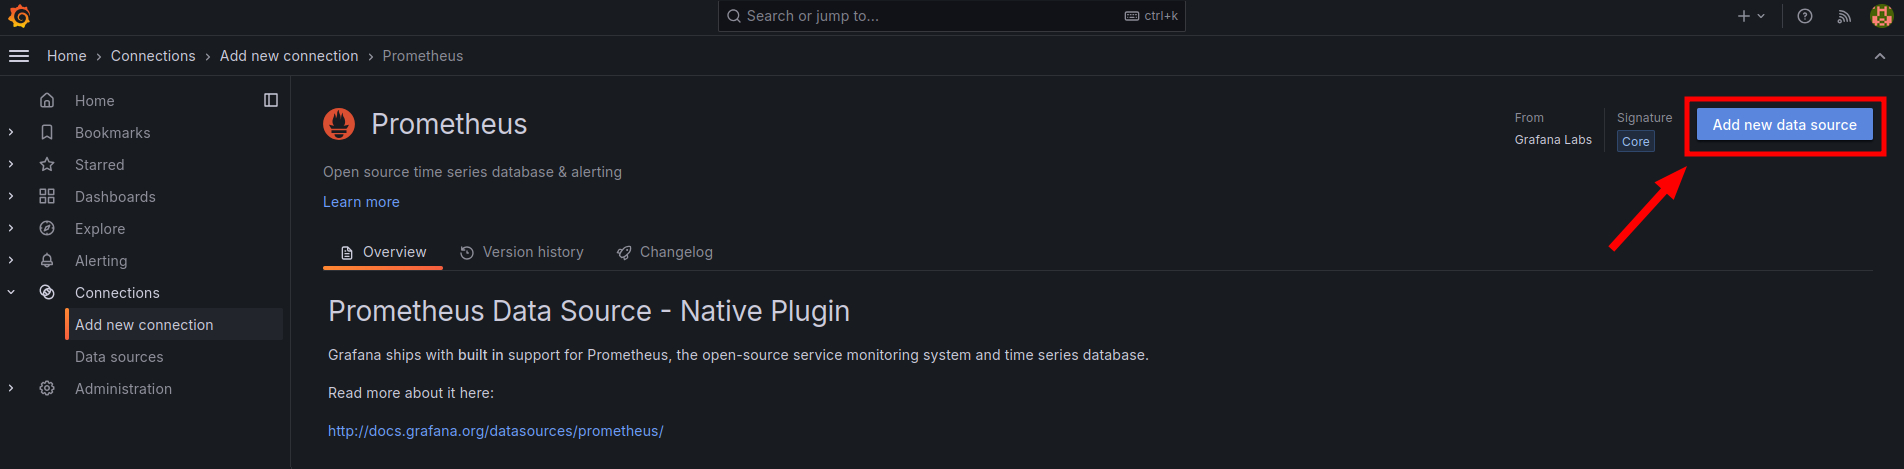 Search or jump to...
ctrl+k
Home › Connections › Add new connection › Prometheus
Home
Bookmarks
Starred
Dashboards
Explore
Alerting
Connections
Add new connection
Data sources
Administration
Prometheus
From
Grafana Labs
Signature
Core
Add new data source
Open source time series database & alerting
Learn more
Overview
Version history
Changelog
Prometheus Data Source - Native Plugin
Grafana ships with built in support for Prometheus, the open-source service monitoring system and time series database.
Read more about it here:
http://docs.grafana.org/datasources/prometheus/